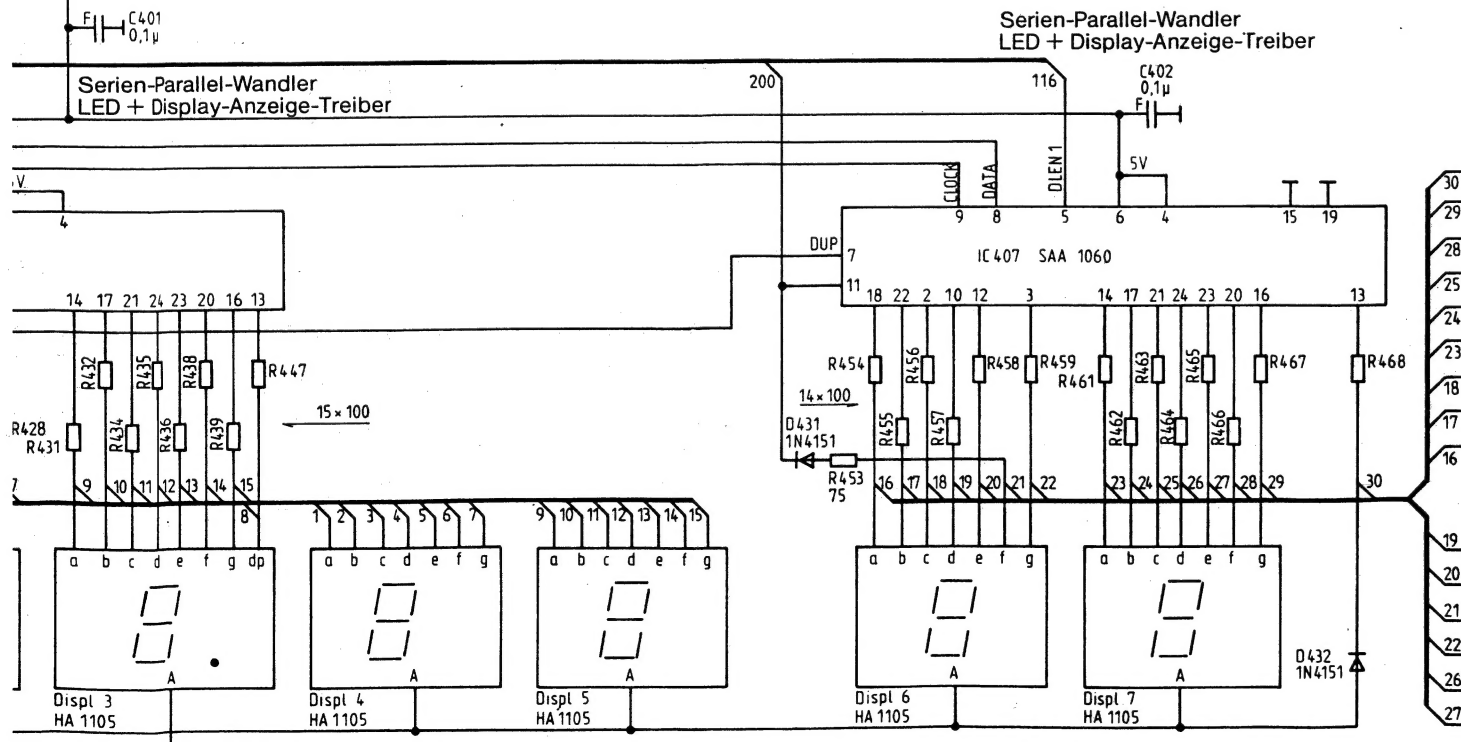 F C401
0,1µ
Serien-Parallel-Wandler
LED + Display-Anzeige-Treiber
Serien-Parallel-Wandler
LED + Display-Anzeige-Treiber
200
116
C402
0,1µ
F
5V
CLOCK
DATA
DLEN1
V
4
9 8 5 6 4 15 19
DUP 7
IC407 SAA 1060
11
14 17 21 24 23 20 16 13
18 22 2 10 12 3 14 17 21 24 23 20 16 13
R432 R435 R438 R447
R454 R456 R458 R459 R461 R463 R465 R467 R468
15 × 100
14 × 100
R428
R431 R434 R436 R439
D431
1N4151
R455 R457 R462 R464 R466
R453
75
7 9 10 11 12 13 14 15
8
1 2 3 4 5 6 7
9 10 11 12 13 14 15
16 17 18 19 20 21 22
23 24 25 26 27 28 29
30
30
29
28
25
24
23
18
17
16
19
20
21
22
26
27
a b c d e f g dp
a b c d e f g
a b c d e f g
a b c d e f g
a b c d e f g
A A A A A
D432
1N4151
Displ 3
HA 1105
Displ 4
HA 1105
Displ 5
HA 1105
Displ 6
HA 1105
Displ 7
HA 1105